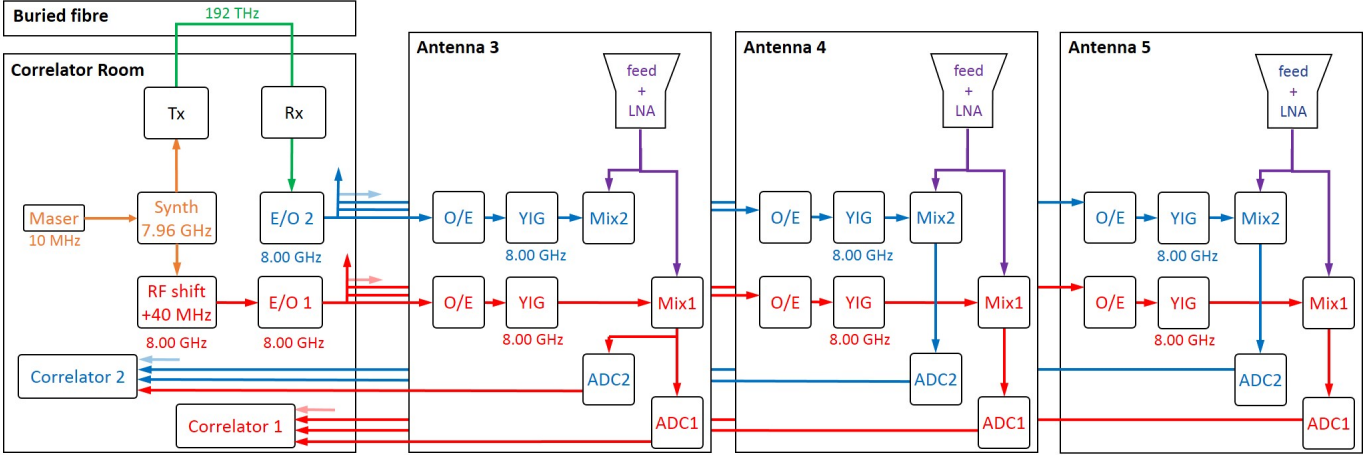 Buried fibre
192 THz
Correlator Room
Tx
Rx
Maser
10 MHz
Synth
7.96 GHz
E/O 2
8.00 GHz
RF shift
+40 MHz
8.00 GHz
E/O 1
8.00 GHz
Correlator 2
Correlator 1
Antenna 3
feed
+
LNA
O/E
YIG
8.00 GHz
Mix2
O/E
YIG
8.00 GHz
Mix1
ADC2
ADC1
Antenna 4
feed
+
LNA
O/E
YIG
8.00 GHz
Mix2
O/E
YIG
8.00 GHz
Mix1
ADC2
ADC1
Antenna 5
feed
+
LNA
O/E
YIG
8.00 GHz
Mix2
O/E
YIG
8.00 GHz
Mix1
ADC2
ADC1